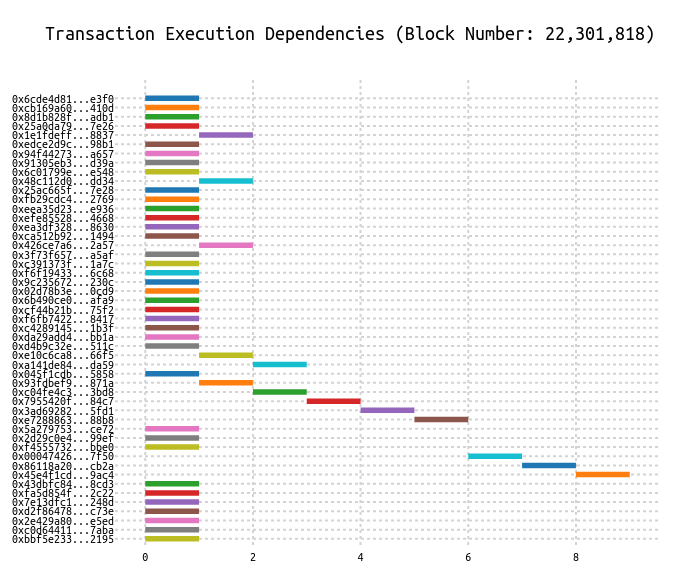 Transaction Execution Dependencies (Block Number: 22,301,818)
0x6cde4d81...e3f0
0xcb169a60...410d
0x8d1b828f...adb1
0x25a0da79...7e26
0x1e1fdeff...8837
0xedce2d9c...98b1
0x94f44273...a657
0x91305eb3...d39a
0x6c01799e...e548
0x48c112d0...dd34
0x25ac665f...7e28
0xfb29cdc4...2769
0xeea35d23...e936
0xefe85528...4668
0xea3df328...8630
0xca512b92...1494
0x426ce7a6...2a57
0x3f73f657...a5af
0xc391373f...1a7c
0xf6f19433...6c68
0x9c235672...230c
0x02d78b3e...0cd9
0x6b490ce0...afa9
0xcf44b21b...75f2
0xf6fb7422...8417
0xc4289145...1b3f
0xda29add4...bb1a
0xd4b9c32e...511c
0xe10c6ca8...66f5
0xa141de84...da59
0x045f1cdb...5858
0x93fdbef9...871a
0xc04fe4c3...3bd8
0x7955420f...84c7
0x3ad69282...5fd1
0xe7288863...88b8
0x5a279753...ce72
0x2d29c0e4...99ef
0xf4555732...bbe0
0x00047426...7f50
0x86118a20...cb2a
0x45e4f1cd...9ac4
0x43dbfc84...8cd3
0xfa5d854f...2c22
0x7e13dfc1...248d
0xd2f86478...c73e
0x2e429a80...e5ed
0xc0d64411...7aba
0xbbf5e233...2195
0 2 4 6 8